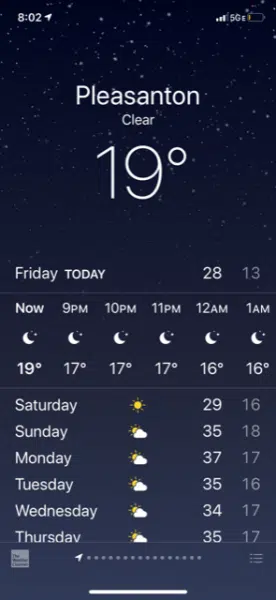 8:02
5GE
Pleasanton
Clear
19°
Friday TODAY 28 13
Now 9PM 10PM 11PM 12AM 1AM
19° 17° 17° 17° 16° 16°
Saturday 29 16
Sunday 35 18
Monday 37 17
Tuesday 35 16
Wednesday 34 17
Thursday 35 17
The Weather Channel